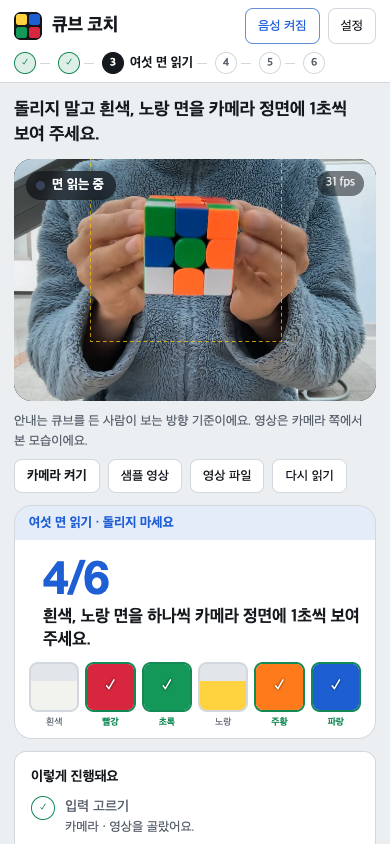 큐브 코치
음성 켜짐
설정
✓ ✓ 3 여섯 면 읽기 4 5 6
돌리지 말고 흰색, 노랑 면을 카메라 정면에 1초씩
보여 주세요.
면 읽는 중
31 fps
안내는 큐브를 든 사람이 보는 방향 기준이에요. 영상은 카메라 쪽에서
본 모습이에요.
카메라 켜기
샘플 영상
영상 파일
다시 읽기
여섯 면 읽기 · 돌리지 마세요
4/6
흰색, 노랑 면을 하나씩 카메라 정면에 1초씩 보여
주세요.
흰색 빨강 초록 노랑 주황 파랑
이렇게 진행돼요
입력 고르기
카메라 · 영상을 골랐어요.